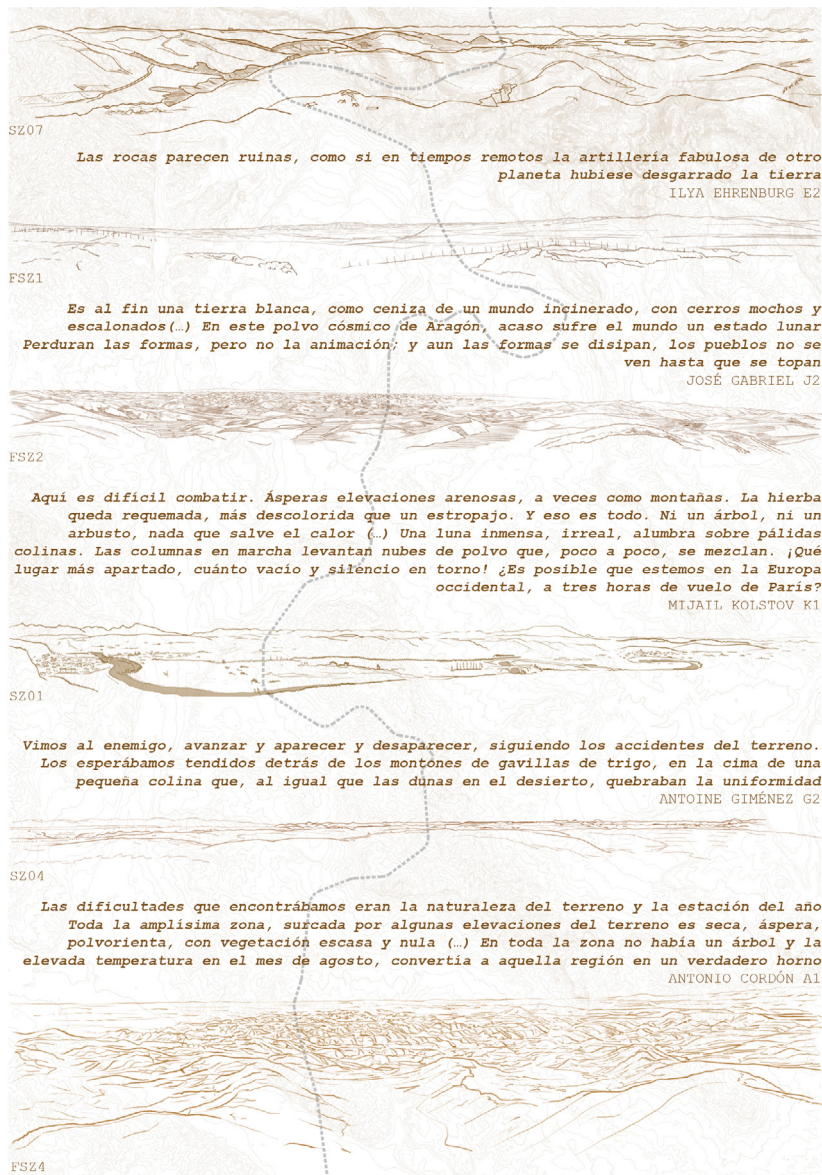 SZ07
Las rocas parecen ruinas, como si en tiempos remotos la artillería fabulosa de otro
planeta hubiese desgarrado la tierra
ILYA EHRENBURG E2
FSZ1
Es al fin una tierra blanca, como ceniza de un mundo incinerado, con cerros mochos y
escalonados(…) En este polvo cósmico de Aragón, acaso sufre el mundo un estado lunar
Perduran las formas, pero no la animación; y aun las formas se disipan, los pueblos no se
ven hasta que se topan
JOSÉ GABRIEL J2
FSZ2
Aquí es difícil combatir. Ásperas elevaciones arenosas, a veces como montañas. La hierba
queda requemada, más descolorida que un estropajo. Y eso es todo. Ni un árbol, ni un
arbusto, nada que salve el calor (…) Una luna inmensa, irreal, alumbra sobre pálidas
colinas. Las columnas en marcha levantan nubes de polvo que, poco a poco, se mezclan. ¡Qué
lugar más apartado, cuánto vacío y silencio en torno! ¿Es posible que estemos en la Europa
occidental, a tres horas de vuelo de París?
MIJAIL KOLSTOV K1
SZ01
Vimos al enemigo, avanzar y aparecer y desaparecer, siguiendo los accidentes del terreno.
Los esperábamos tendidos detrás de los montones de gavillas de trigo, en la cima de una
pequeña colina que, al igual que las dunas en el desierto, quebraban la uniformidad
ANTOINE GIMÉNEZ G2
SZ04
Las dificultades que encontrábamos eran la naturaleza del terreno y la estación del año
Toda la amplísima zona, surcada por algunas elevaciones del terreno es seca, áspera,
polvorienta, con vegetación escasa y nula (…) En toda la zona no había un árbol y la
elevada temperatura en el mes de agosto, convertía a aquella región en un verdadero horno
ANTONIO CORDÓN A1
FSZ4